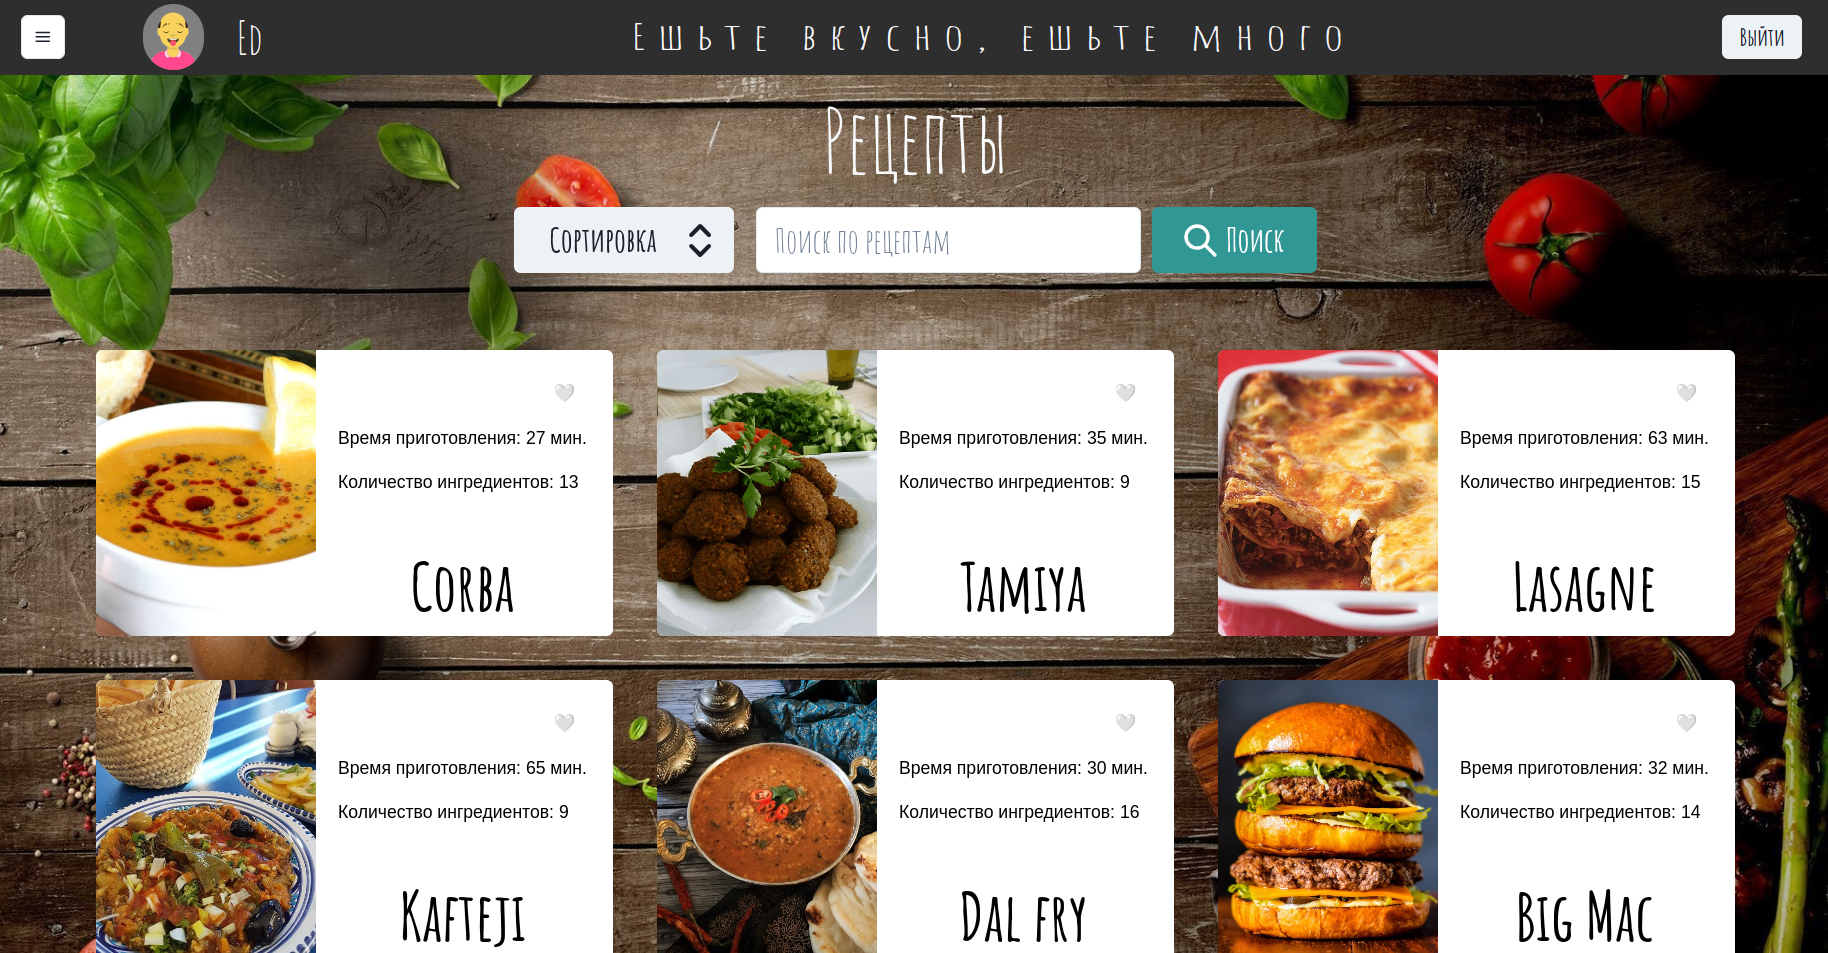 Ed
Ешьте вкусно, ешьте много
Выйти
Рецепты
Сортировка
Поиск по рецептам
Поиск
Время приготовления: 27 мин.
Количество ингредиентов: 13
Corba
Время приготовления: 35 мин.
Количество ингредиентов: 9
Tamiya
Время приготовления: 63 мин.
Количество ингредиентов: 15
Lasagne
Время приготовления: 65 мин.
Количество ингредиентов: 9
Kafteji
Время приготовления: 30 мин.
Количество ингредиентов: 16
Dal fry
Время приготовления: 32 мин.
Количество ингредиентов: 14
Big Mac